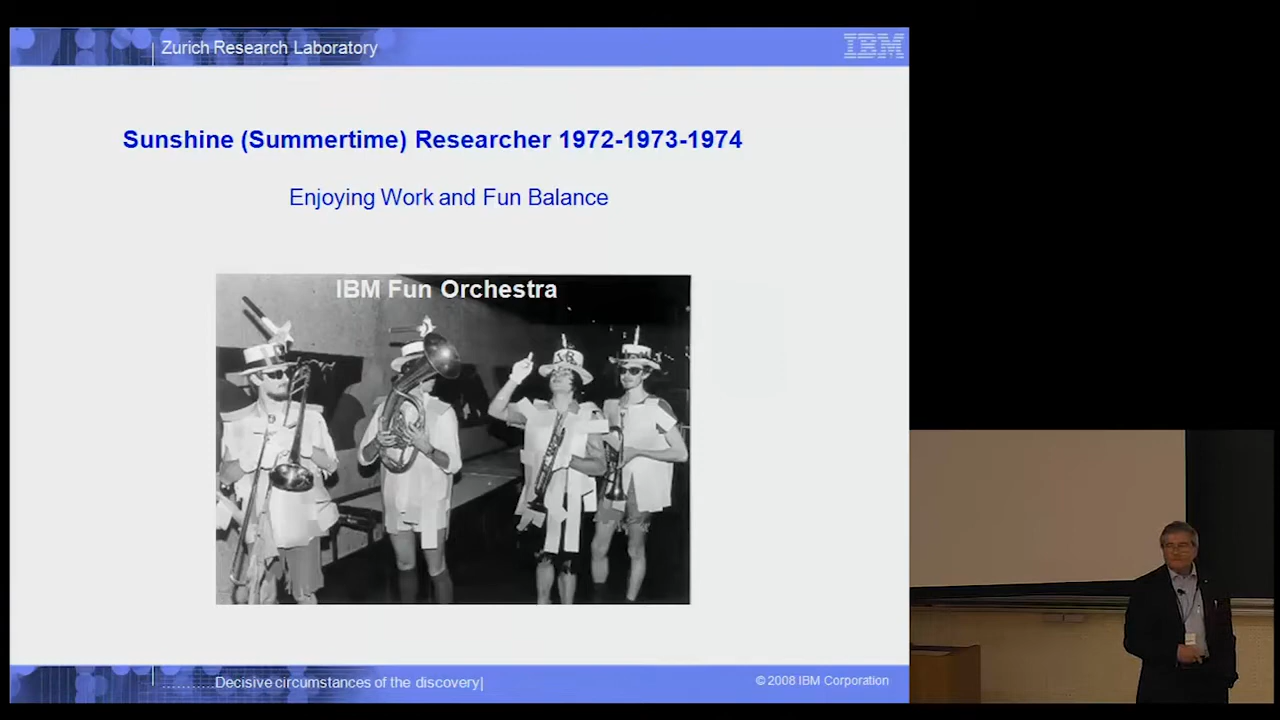 Zurich Research Laboratory
IBM
Sunshine (Summertime) Researcher 1972-1973-1974
Enjoying Work and Fun Balance
IBM Fun Orchestra
...........Decisive circumstances of the discovery|
© 2008 IBM Corporation